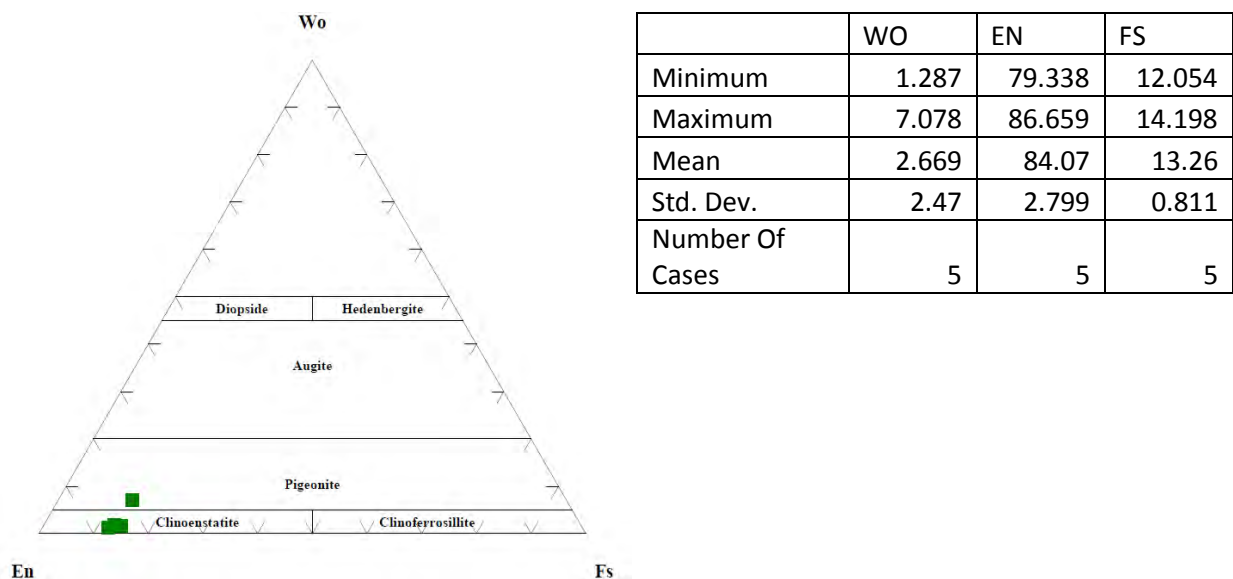 Wo
Diopside Hedenbergite
Augite
Pigeonite
Clinoenstatite Clinoferrosillite
En Fs
WO EN FS
Minimum 1.287 79.338 12.054
Maximum 7.078 86.659 14.198
Mean 2.669 84.07 13.26
Std. Dev. 2.47 2.799 0.811
Number Of
Cases 5 5 5